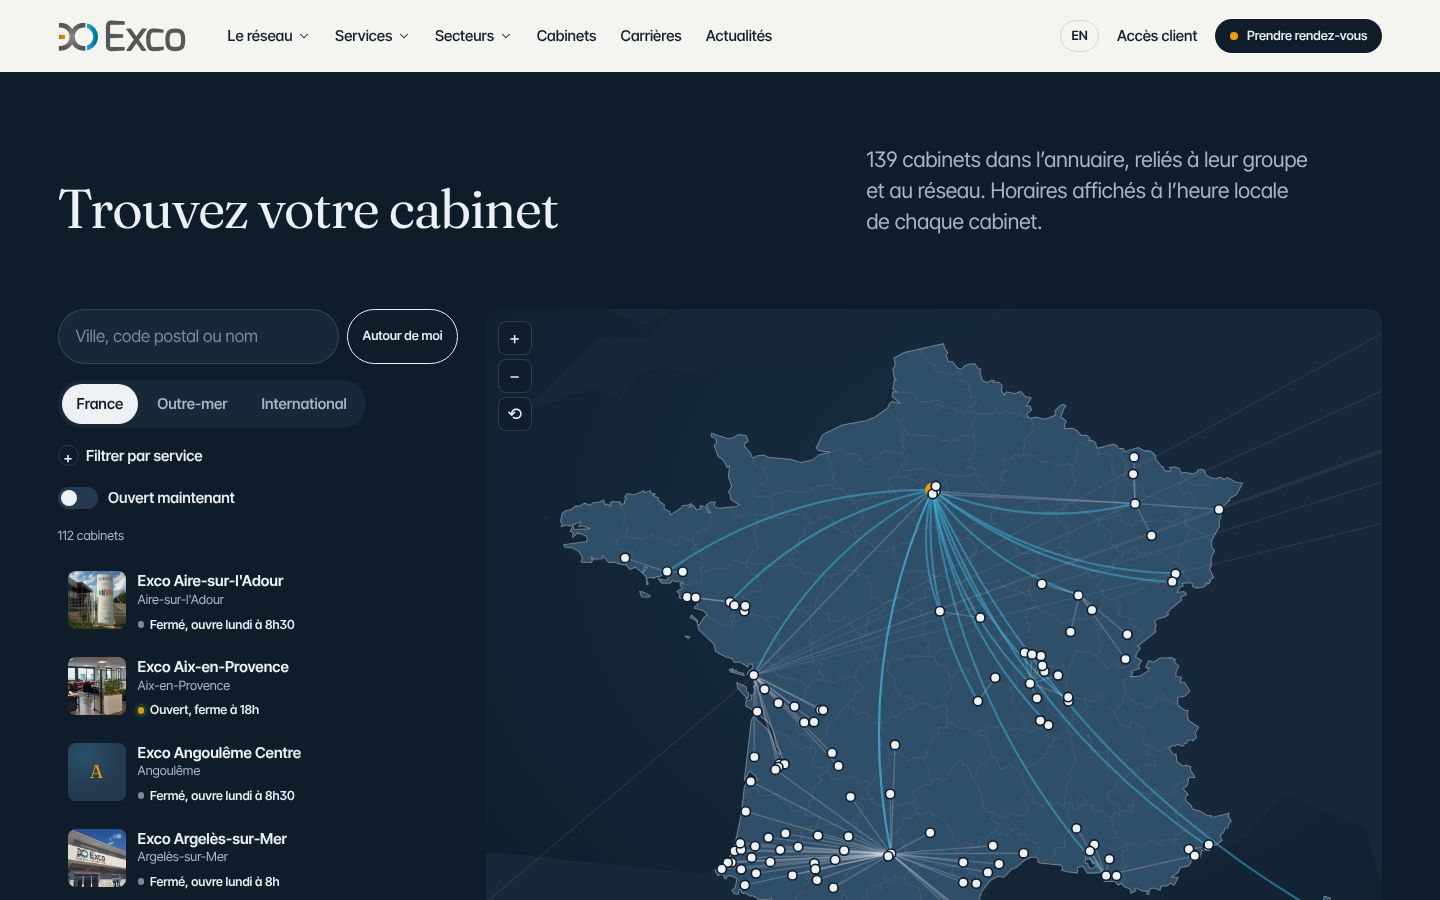 Exco
Le réseau
Services
Secteurs
Cabinets
Carrières
Actualités
EN
Accès client
Prendre rendez-vous
Trouvez votre cabinet
139 cabinets dans l’annuaire, reliés à leur groupe
et au réseau. Horaires affichés à l’heure locale
de chaque cabinet.
Ville, code postal ou nom
Autour de moi
France
Outre-mer
International
+
Filtrer par service
Ouvert maintenant
112 cabinets
Exco Aire-sur-l'Adour
Aire-sur-l'Adour
Fermé, ouvre lundi à 8h30
Exco Aix-en-Provence
Aix-en-Provence
Ouvert, ferme à 18h
A
Exco Angoulême Centre
Angoulême
Fermé, ouvre lundi à 8h30
Exco
Exco Argelès-sur-Mer
Argelès-sur-Mer
Fermé, ouvre lundi à 8h
+
−
⟲